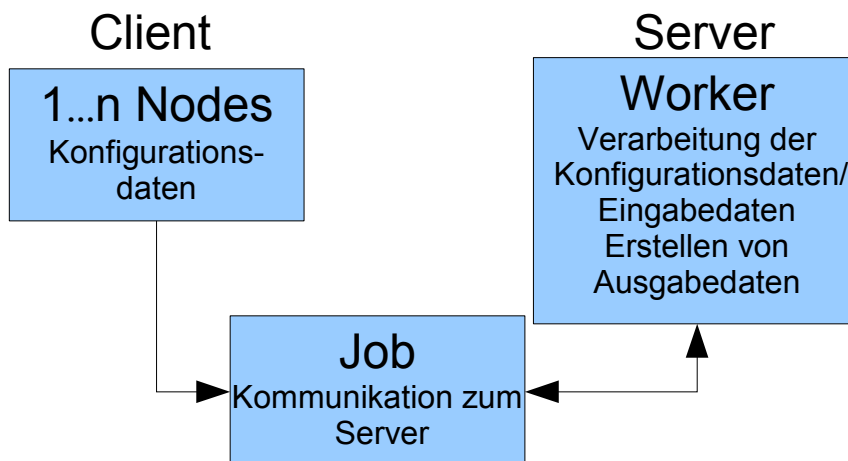 Client
1...n Nodes
Konfigurations-
daten
Server
Worker
Verarbeitung der
Konfigurationsdaten/
Eingabedaten
Erstellen von
Ausgabedaten
Job
Kommunikation zum
Server